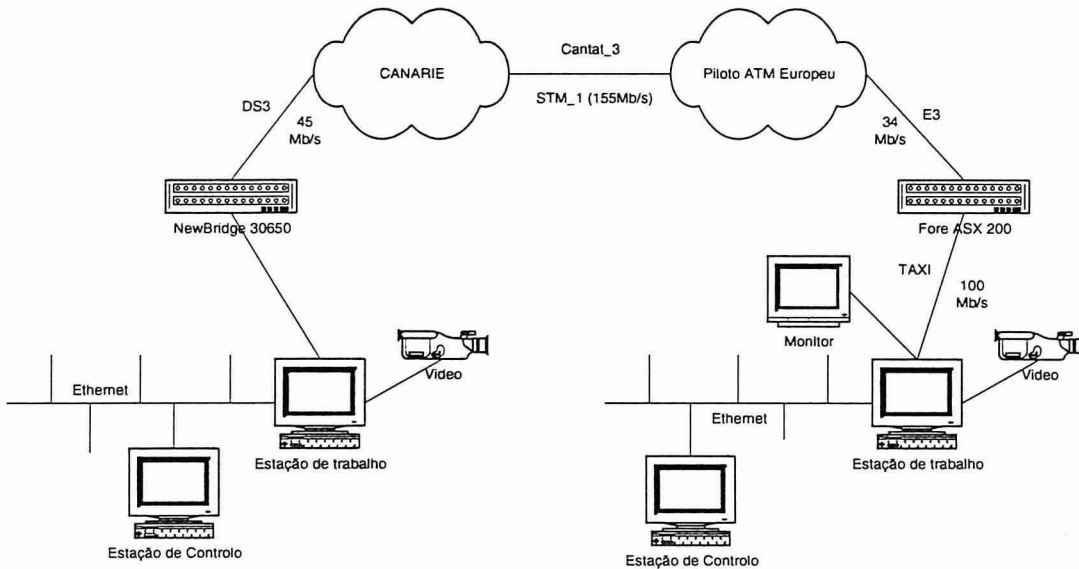 Cantat_3
CANARIE
Piloto ATM Europeu
STM_1 (155Mb/s)
DS3
45
Mb/s
34
Mb/s
E3
NewBridge 30650
Fore ASX 200
TAXI
100
Mb/s
Monitor
Video
Video
Ethernet
Ethernet
Estação de trabalho
Estação de trabalho
Estação de Controlo
Estação de Controlo